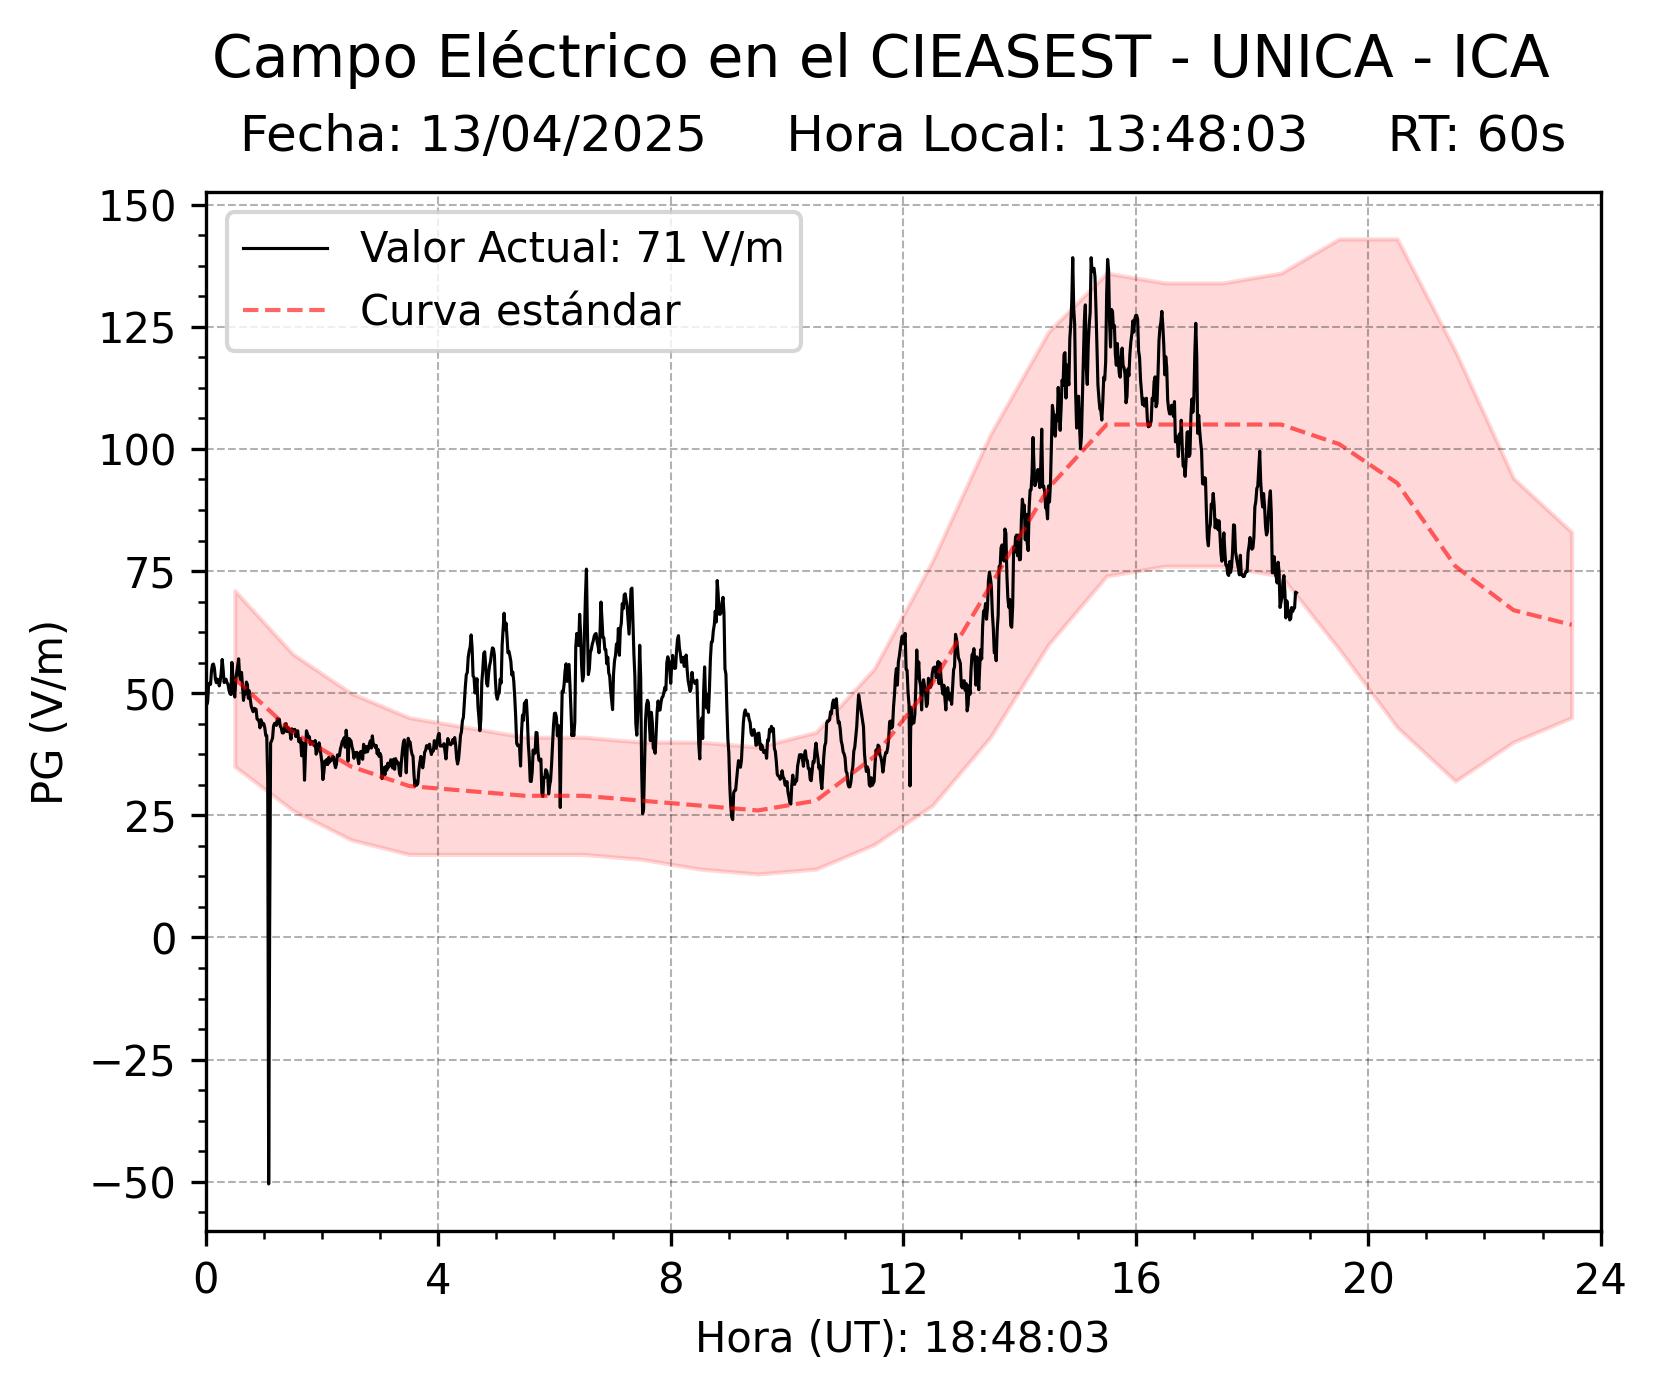 Campo Eléctrico en el CIEASEST - UNICA - ICA
Fecha: 13/04/2025 Hora Local: 13:48:03 RT: 60s
Valor Actual: 71 V/m
Curva estándar
150
125
100
75
50
25
0
−25
−50
PG (V/m)
0 4 8 12 16 20 24
Hora (UT): 18:48:03